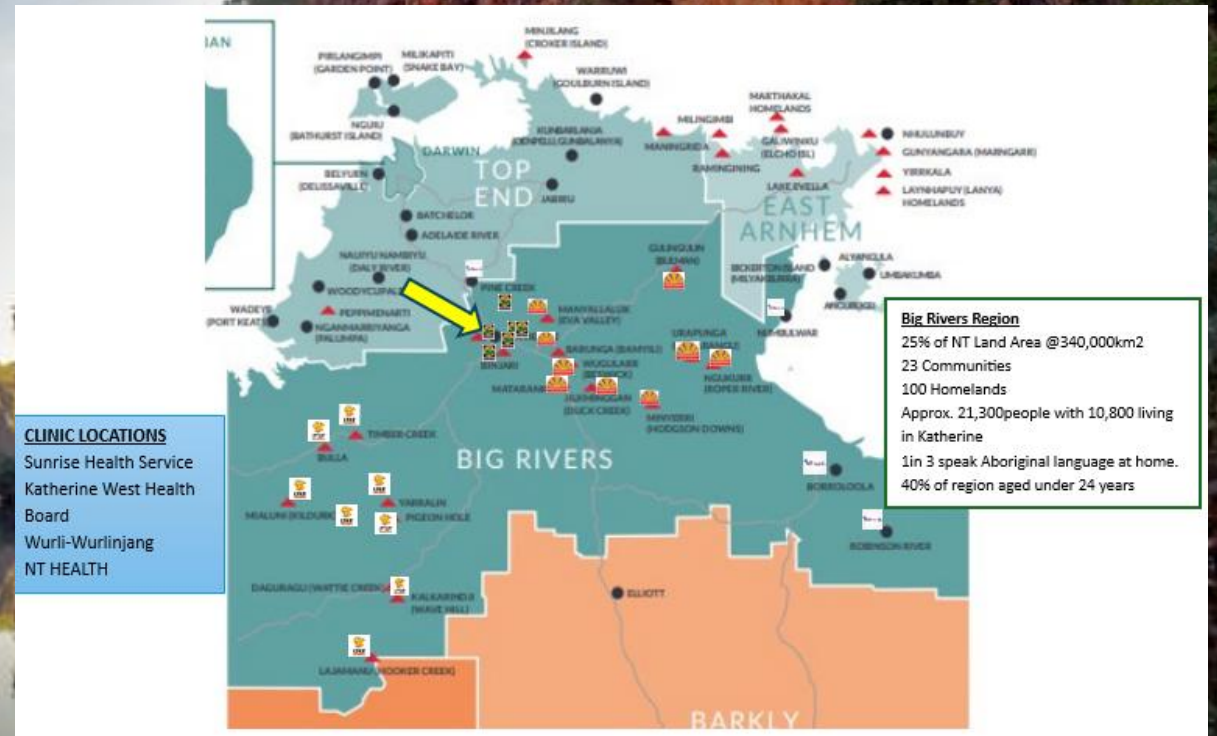 IAN
MINJILANG
(CROKER ISLAND)
PIRLANGIMPI
(GARDEN POINT)
MILIKAPITI
(SNAKE BAY)
WARRUWI
(GOULBURN ISLAND)
NGUIU
(BATHURST ISLAND)
MARTHAKAL
HOMELANDS
MILINGIMBI
MANINGRIDA
GALIWINKU
(ELCHO ISL)
NHULUNBUY
GUNYANGARA (MARNGARR)
YIRRKALA
LAYNHAPUY (LANYA)
HOMELANDS
RAMINGINING
LAKE EVELLA
KUNBARLANJA
(OENPELLI, GUNBALANYA)
DARWIN
TOP
END
JABIRU
BELYUEN
(DELISSAVILLE)
BATCHELOR
ADELAIDE RIVER
EAST
ARNHEM
NAUIYU NAMBIYU
(DALY RIVER)
WOODYCUPAL
PEPPIMENARTI
WADEYE
(PORT KEATS)
NGANMARRIYANGA
(PALUMPA)
PINE CREEK
GULINGULIN
(BULMAN)
BICKERTON ISLAND
(MILYAKBURRA)
ALYANGULA
UMBAKUMBA
ANGURUGU
NUMBULWAR
MANYALLALUK
(EVA VALLEY)
BINJARI
BARUNGA (BAMYILI)
WUGULARR
(BESWICK)
MATARANK
JILKMINGGAN
(DUCK CREEK)
URAPUNGA
NGUKURR
(ROPER RIVER)
MINYERRI
(HODGSON DOWNS)
Big Rivers Region
25% of NT Land Area @340,000km2
23 Communities
100 Homelands
Approx. 21,300people with 10,800 living
in Katherine
1in 3 speak Aboriginal language at home.
40% of region aged under 24 years
CLINIC LOCATIONS
Sunrise Health Service
Katherine West Health
Board
Wurli-Wurlinjang
NT HEALTH
TIMBER CREEK
BULLA
BIG RIVERS
BORROLOOLA
MIALUNI (KILDURK)
YARRALIN
PIGEON HOLE
ROBINSON RIVER
DAGURAGU (WATTIE CREEK)
KALKARINDJI
(WAVE HILL)
ELLIOTT
LAJAMANU (HOOKER CREEK)
BARKLY